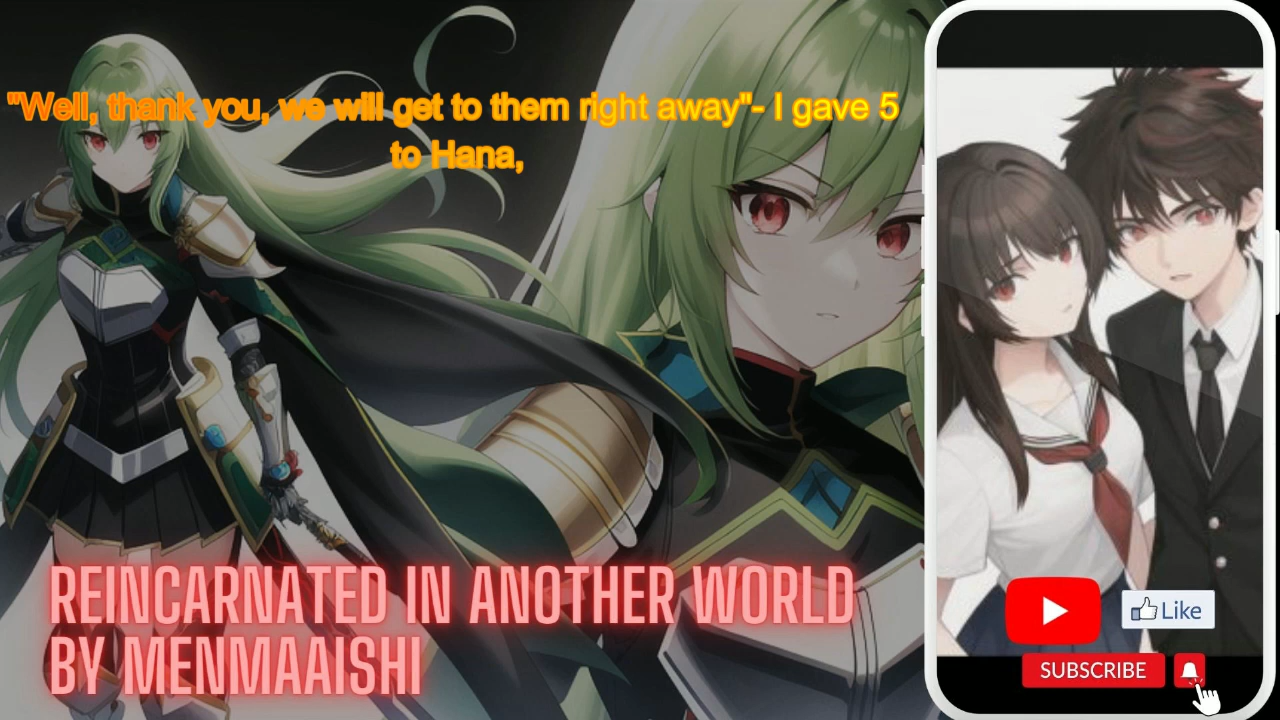 "Well, thank you, we will get to them right away"- I gave 5
to Hana,
REINCARNATED IN ANOTHER WORLD
BY MENMAAISHI
Like
SUBSCRIBE